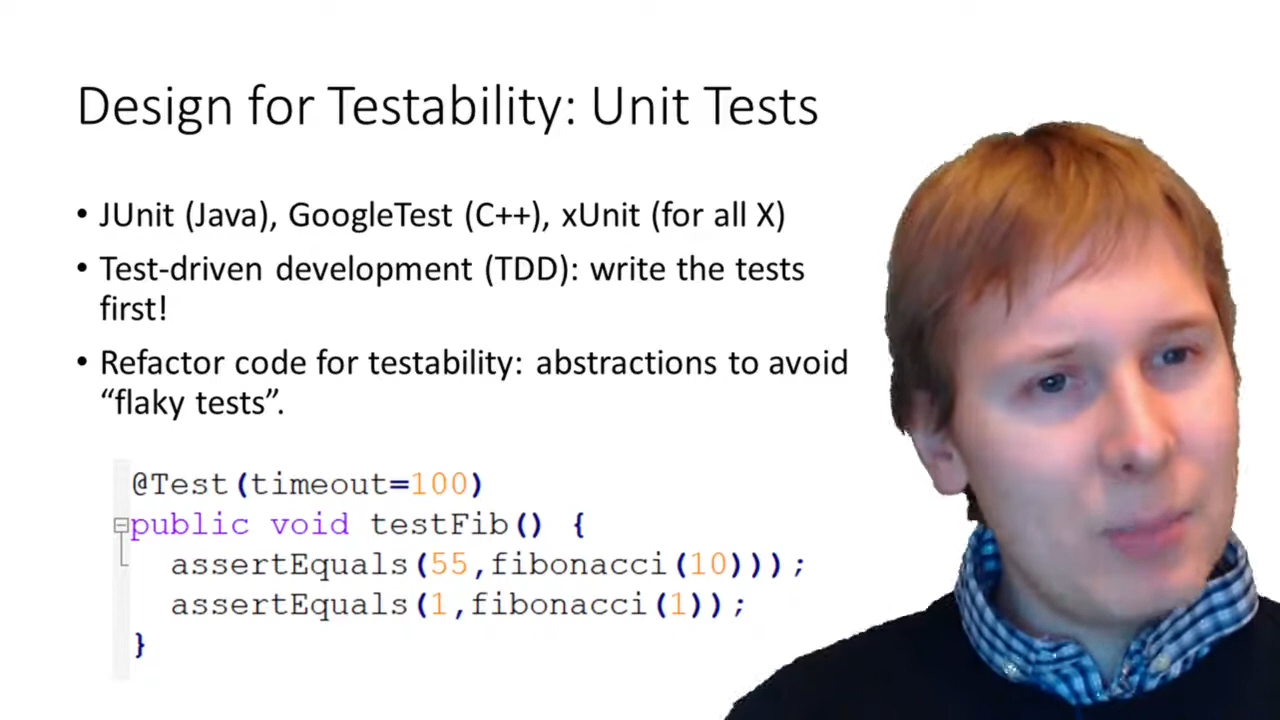 Design for Testability: Unit Tests
• JUnit (Java), GoogleTest (C++), xUnit (for all X)
• Test-driven development (TDD): write the tests
first!
• Refactor code for testability: abstractions to avoid
“flaky tests”.
@Test(timeout=100)
public void testFib() {
assertEquals(55,fibonacci(10)));
assertEquals(1,fibonacci(1));
}